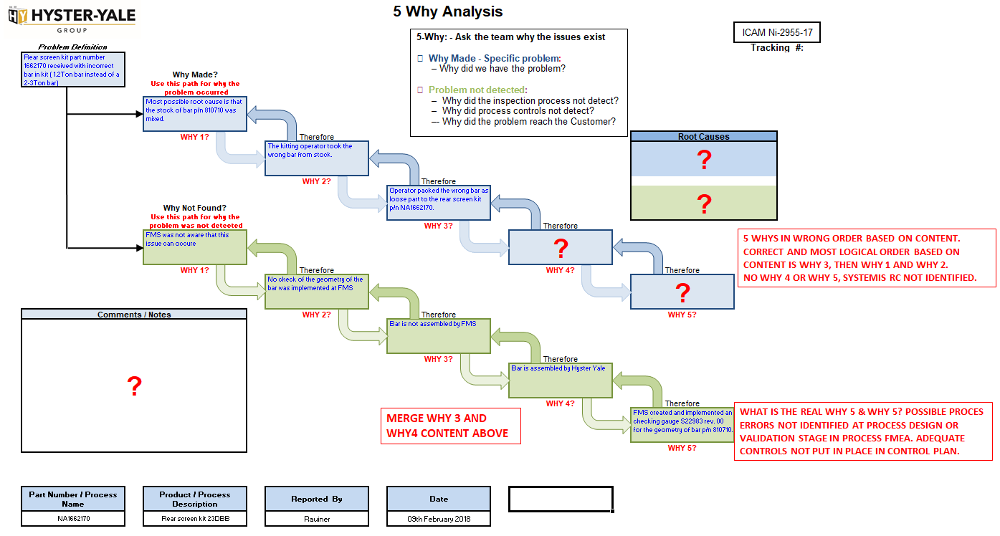 HY HYSTER-YALE
GROUP
5 Why Analysis
5-Why: - Ask the team why the issues exist
Why Made - Specific problem:
– Why did we have the problem?
Problem not detected:
– Why did the inspection process not detect?
– Why did process controls not detect?
–- Why did the problem reach the Customer?
ICAM Ni-2955-17
Tracking #:
Problem Definition
Rear screen kit part number
1662170 received with incorrect
bar in kit ( 1.2Ton bar instead of a
2-3Ton bar)
Why Made?
Use this path for why the
problem occurred
Most possible root cause is that
the stock of bar p/n 810710 was
mixed.
WHY 1?
Therefore
The kitting operator took the
wrong bar from stock.
WHY 2?
Therefore
Operator packed the wrong bar as
loose part to the rear screen kit
p/n NA1662170.
WHY 3?
Therefore
?
WHY 4?
Therefore
?
WHY 5?
Root Causes
?
?
5 WHYS IN WRONG ORDER BASED ON CONTENT.
CORRECT AND MOST LOGICAL ORDER BASED ON
CONTENT IS WHY 3, THEN WHY 1 AND WHY 2.
NO WHY 4 OR WHY 5, SYSTEMIS RC NOT IDENTIFIED.
Why Not Found?
Use this path for why the
problem was not detected
FMS was not aware that this
issue can occure
WHY 1?
Therefore
No check of the geometry of the
bar was implemented at FMS
WHY 2?
Therefore
Bar is not assembled by FMS
WHY 3?
Therefore
Bar is assembled by Hyster Yale
WHY 4?
Therefore
FMS created and implemented an
checking gauge S22983 rev. 00
for the geometry of bar p/n 810710.
WHY 5?
MERGE WHY 3 AND
WHY4 CONTENT ABOVE
WHAT IS THE REAL WHY 5 & WHY 5? POSSIBLE PROCES
ERRORS NOT IDENTIFIED AT PROCESS DESIGN OR
VALIDATION STAGE IN PROCESS FMEA. ADEQUATE
CONTROLS NOT PUT IN PLACE IN CONTROL PLAN.
Comments / Notes
?
Part Number / Process
Name
NA1662170
Product / Process
Description
Rear screen kit 23DBB
Reported By
Rauiner
Date
09th February 2018